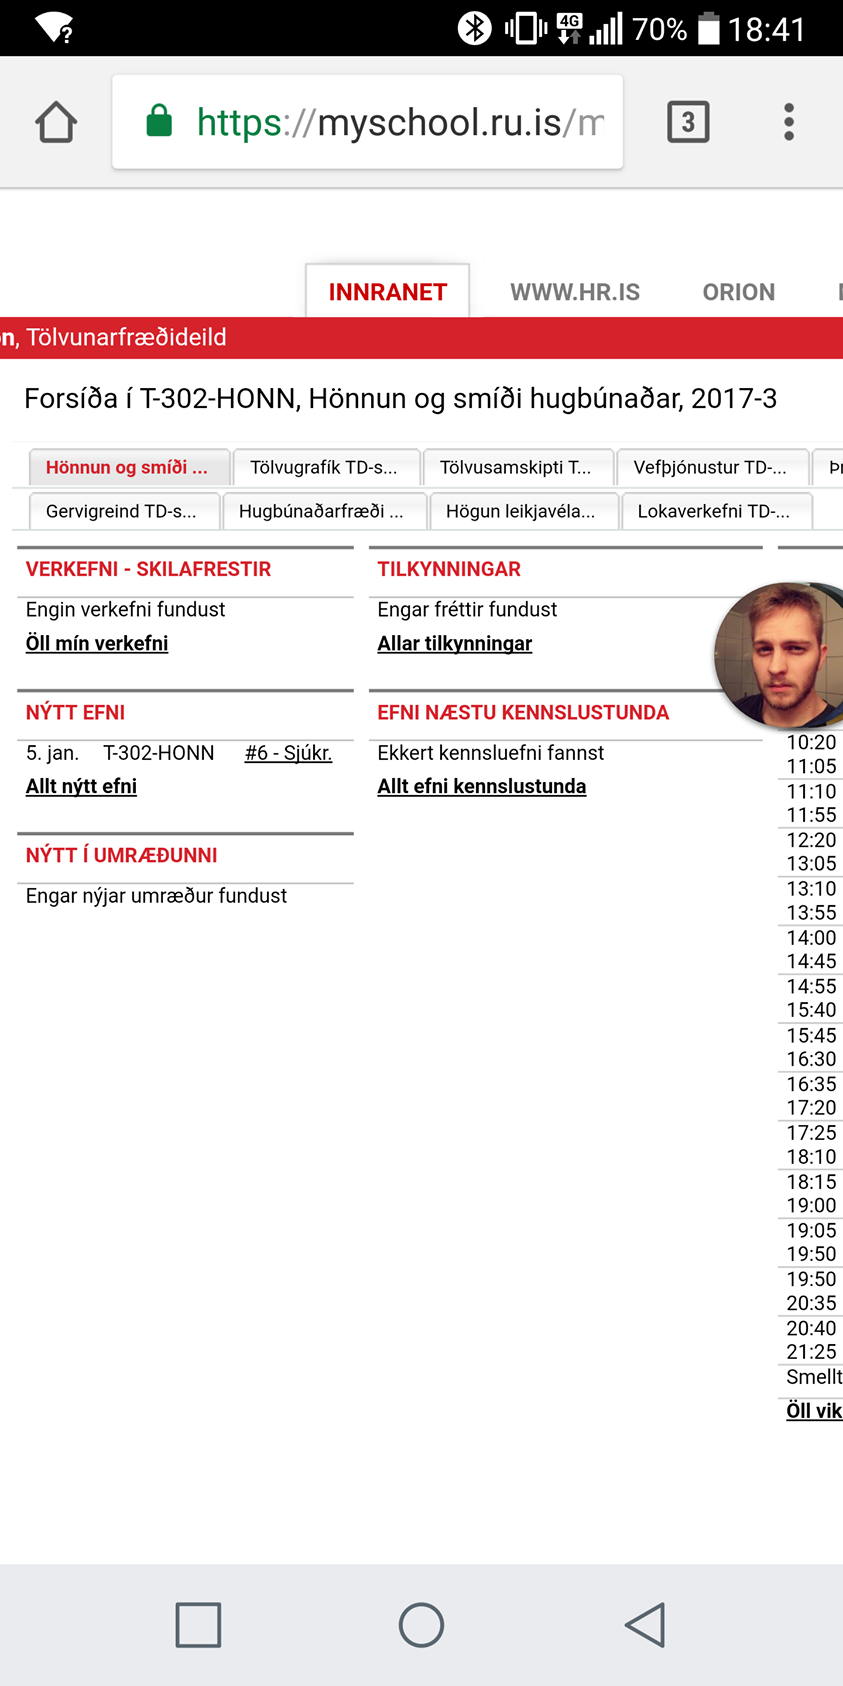 4G 70% 18:41
https://myschool.ru.is/m 3
INNRANET WWW.HR.IS ORION
n, Tölvunarfræðideild
Forsíða í T-302-HONN, Hönnun og smíði hugbúnaðar, 2017-3
Hönnun og smíði ... Tölvugrafík TD-s... Tölvusamskipti T... Vefþjónustur TD-...
Gervigreind TD-s... Hugbúnaðarfræði ... Högun leikjavéla... Lokaverkefni TD-...
VERKEFNI - SKILAFRESTIR
Engin verkefni fundust
Öll mín verkefni
TILKYNNINGAR
Engar fréttir fundust
Allar tilkynningar
NÝTT EFNI
5. jan. T-302-HONN #6 - Sjúkr.
Allt nýtt efni
EFNI NÆSTU KENNSLUSTUNDA
Ekkert kennsluefni fannst
Allt efni kennslustunda
NÝTT Í UMRÆÐUNNI
Engar nýjar umræður fundust
10:20
11:05
11:10
11:55
12:20
13:05
13:10
13:55
14:00
14:45
14:55
15:40
15:45
16:30
16:35
17:20
17:25
18:10
18:15
19:00
19:05
19:50
19:50
20:35
20:40
21:25
Smellt
Öll vik